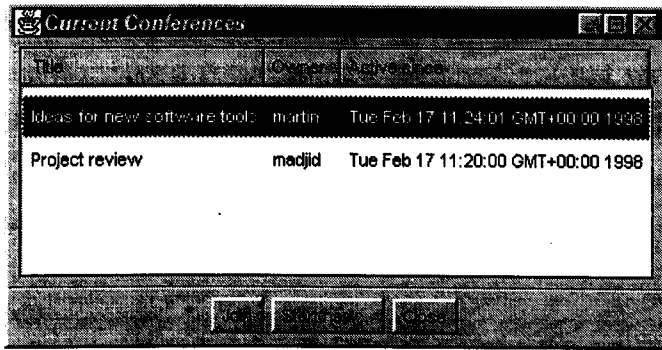 Current Conferences
Title Owner Active since
Ideas for new software tools martin Tue Feb 17 11:24:01 GMT+00:00 1998
Project review madjid Tue Feb 17 11:20:00 GMT+00:00 1998
Join Close